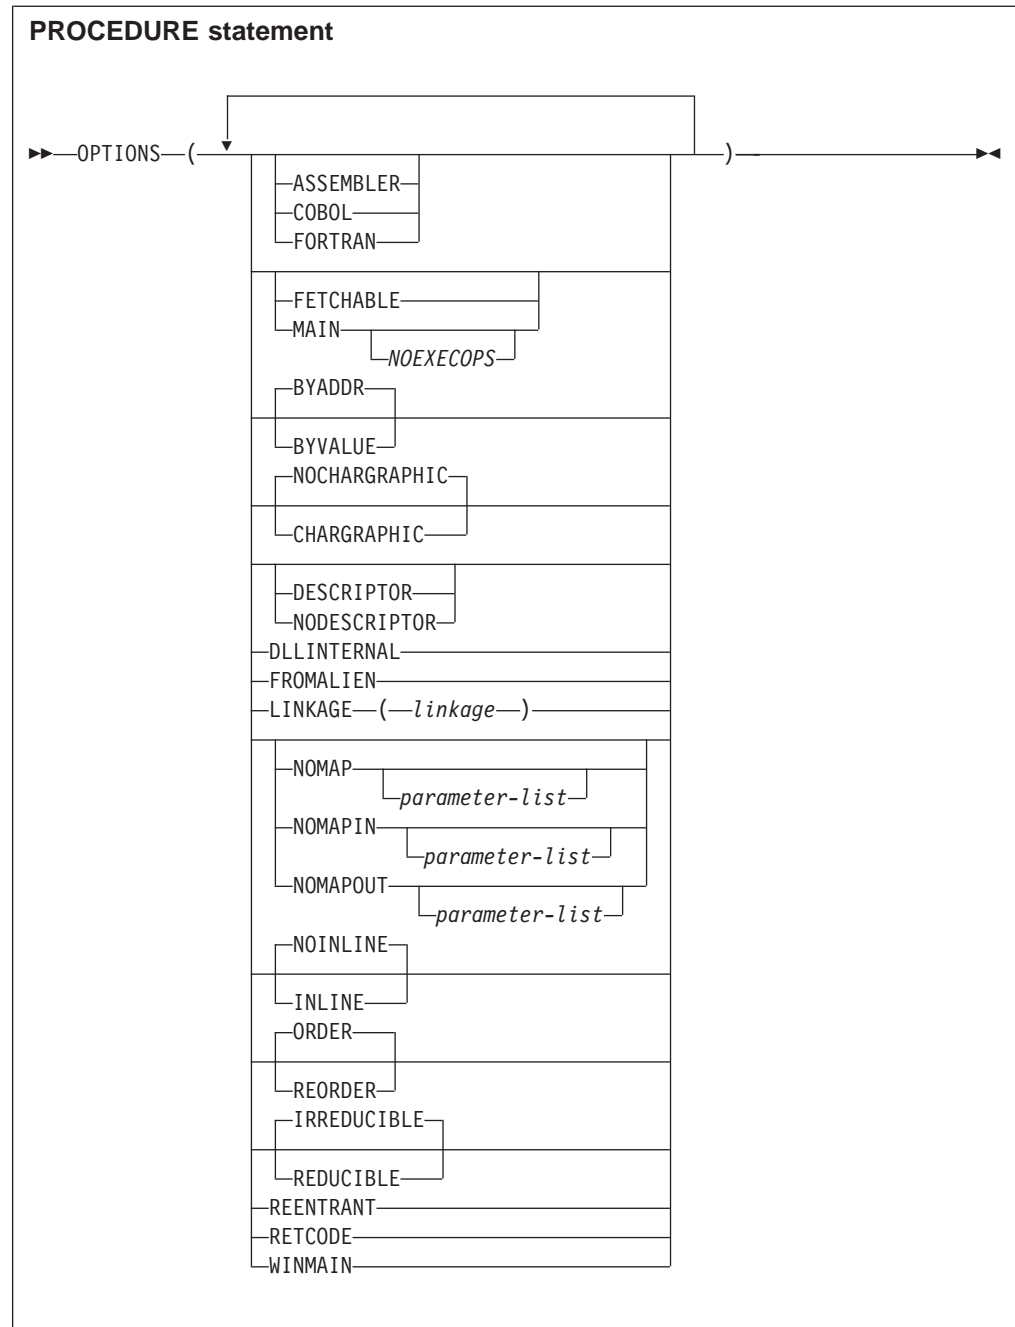 PROCEDURE statement
OPTIONS ( )
ASSEMBLER
COBOL
FORTRAN
FETCHABLE
MAIN
NOEXECOPS
BYADDR
BYVALUE
NOCHARGRAPHIC
CHARGRAPHIC
DESCRIPTOR
NODESCRIPTOR
DLLINTERNAL
FROMALIEN
LINKAGE ( linkage )
NOMAP
parameter-list
NOMAPIN
parameter-list
NOMAPOUT
parameter-list
NOINLINE
INLINE
ORDER
REORDER
IRREDUCIBLE
REDUCIBLE
REENTRANT
RETCODE
WINMAIN